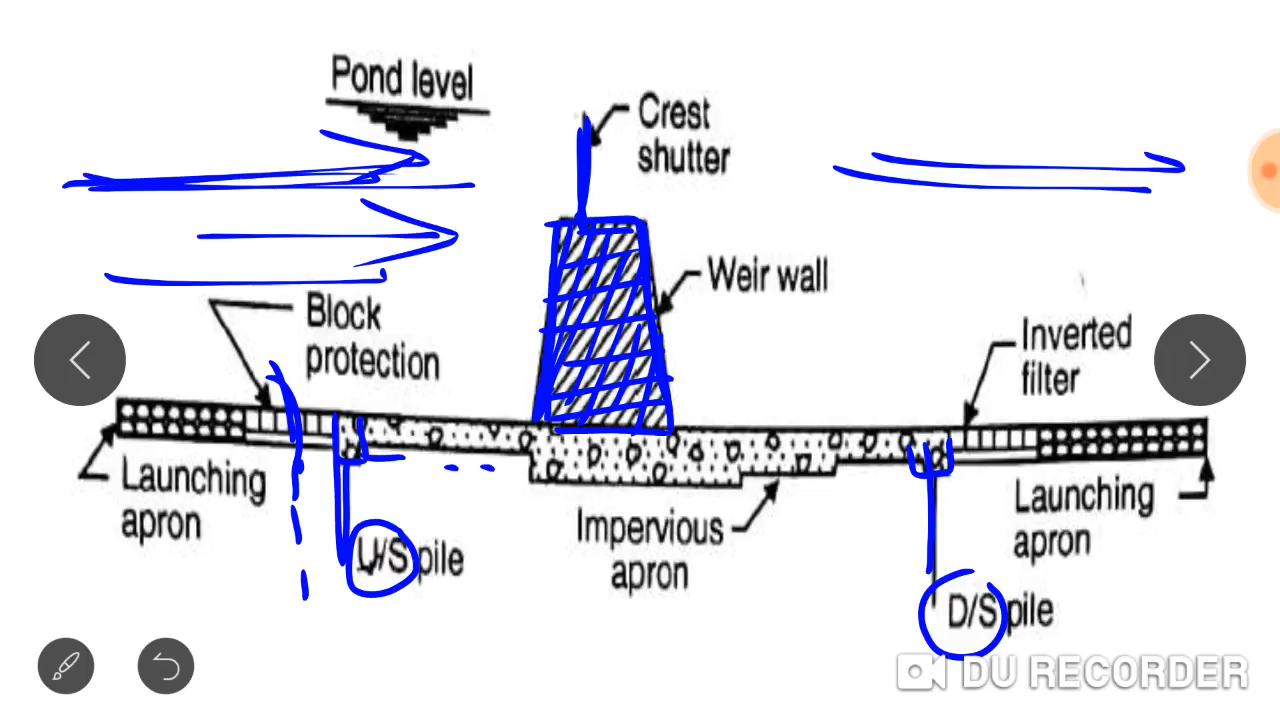 Pond level
Crest
shutter
Weir wall
Block
protection
Inverted
filter
Launching
apron
U/S pile
Impervious
apron
Launching
apron
D/S pile
DU RECORDER